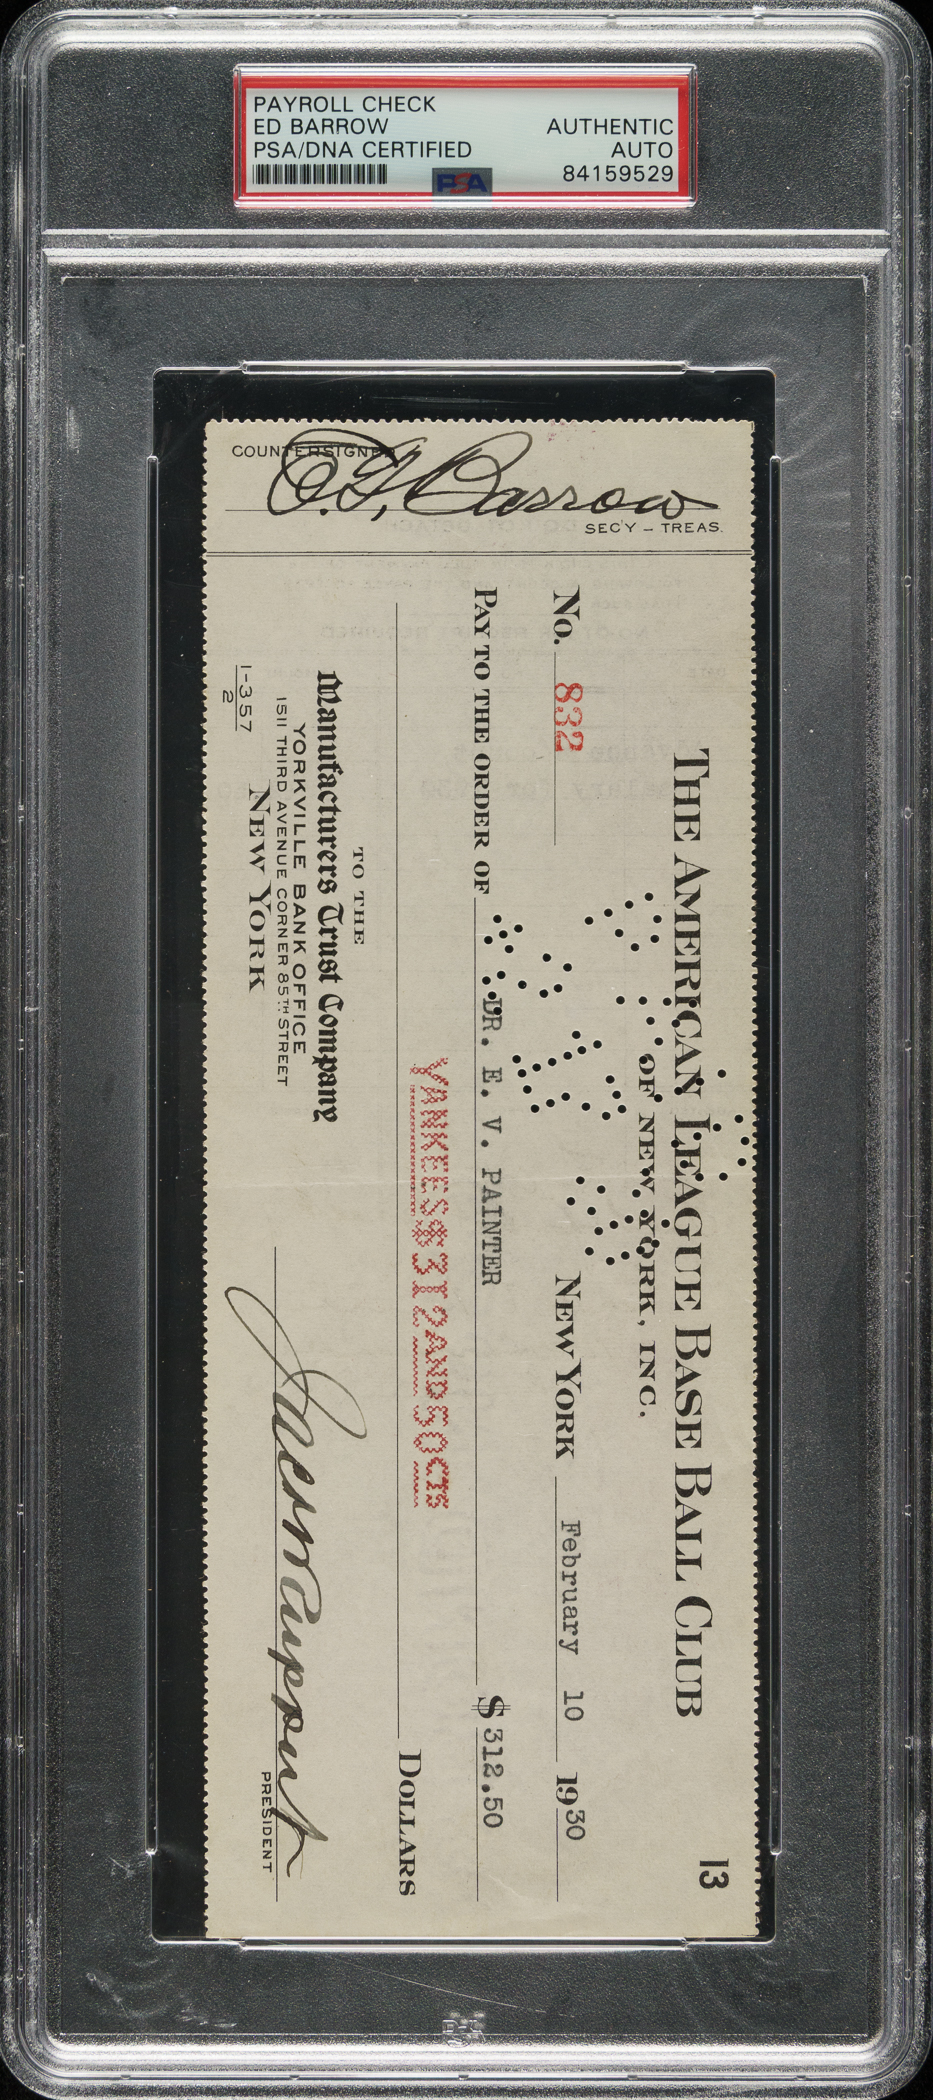 PAYROLL CHECK
ED BARROW
PSA/DNA CERTIFIED
AUTHENTIC
AUTO
84159529
PSA
COUNTERSIGNED
E.G. Barrow
SEC'Y – TREAS.
13
THE AMERICAN LEAGUE BASE BALL CLUB
OF NEW YORK, INC.
No. 832
NEW YORK February 10 1930
PAY TO THE ORDER OF DR. E. V. PAINTER $ 312.50
YANKEES $312 AND 50 CTS DOLLARS
TO THE
Manufacturers Trust Company
YORKVILLE BANK OFFICE
1511 THIRD AVENUE CORNER 85TH STREET
NEW YORK
1-357
2
Jacob Ruppert
PRESIDENT